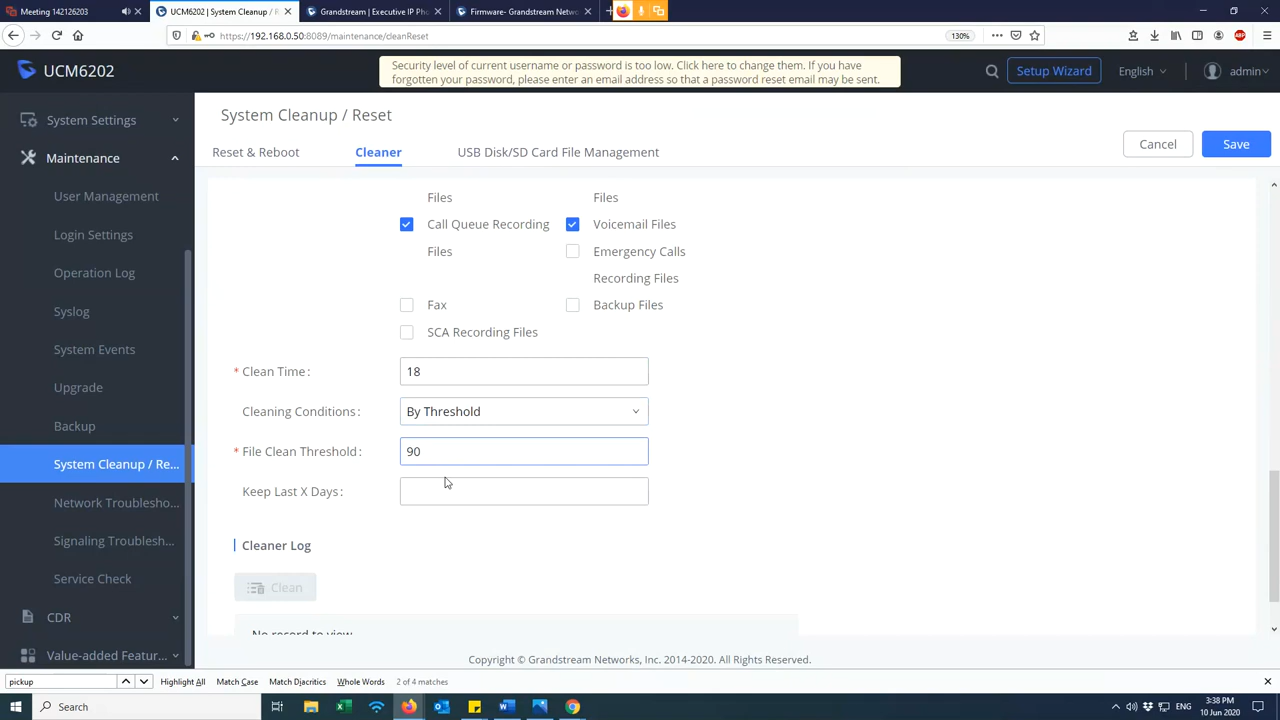 Meeting 142126203
UCM6202 | System Cleanup / R
Grandstream | Executive IP Pho
Firmware- Grandstream Netwo
https://192.168.0.50:8089/maintenance/cleanReset
130%
ABP
UCM6202
Security level of current username or password is too low. Click here to change them. If you have
forgotten your password, please enter an email address so that a password reset email may be sent.
Setup Wizard
English
admin
System Settings
Maintenance
User Management
Login Settings
Operation Log
Syslog
System Events
Upgrade
Backup
System Cleanup / Re...
Network Troublesho...
Signaling Troublesh...
Service Check
CDR
Value-added Featur...
System Cleanup / Reset
Reset & Reboot
Cleaner
USB Disk/SD Card File Management
Cancel
Save
Files
Files
Call Queue Recording
Voicemail Files
Files
Emergency Calls
Recording Files
Fax
Backup Files
SCA Recording Files
* Clean Time :
18
Cleaning Conditions :
By Threshold
* File Clean Threshold :
90
Keep Last X Days :
Cleaner Log
Clean
No record to view
Copyright © Grandstream Networks, Inc. 2014-2020. All Rights Reserved.
pickup
Highlight All
Match Case
Match Diacritics
Whole Words
2 of 4 matches
Search
3:38 PM
10 Jun 2020